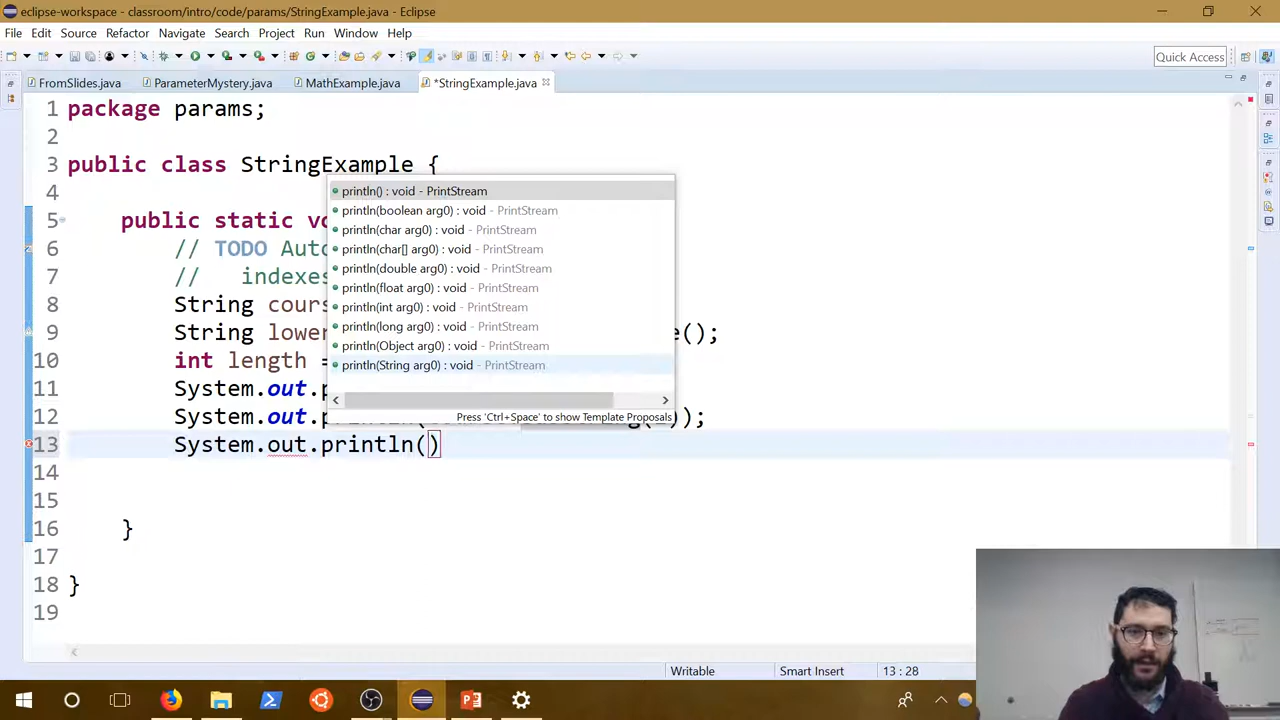 eclipse-workspace - classroom/intro/code/params/StringExample.java - Eclipse
File Edit Source Refactor Navigate Search Project Run Window Help
Quick Access
FromSlides.java ParameterMystery.java MathExample.java *StringExample.java
1 package params;
2
3 public class StringExample {
4
5 public static vo
6 // TODO Auto
7 // indexes
8 String cours
9 String lower e();
10 int length =
11 System.out.p
12 System.out.p ));
13 System.out.println()
14
15
16 }
17
18 }
19
println() : void - PrintStream
println(boolean arg0) : void - PrintStream
println(char arg0) : void - PrintStream
println(char[] arg0) : void - PrintStream
println(double arg0) : void - PrintStream
println(float arg0) : void - PrintStream
println(int arg0) : void - PrintStream
println(long arg0) : void - PrintStream
println(Object arg0) : void - PrintStream
println(String arg0) : void - PrintStream
Press 'Ctrl+Space' to show Template Proposals
Writable Smart Insert 13 : 28